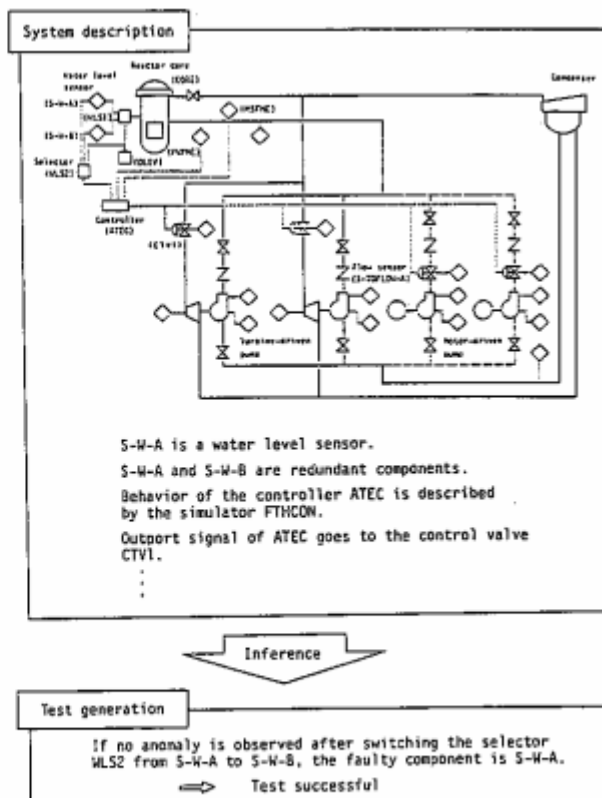 System description
Reactor core
Water level
sensor
(S-W-A)
(S-W-B)
Condenser
Selector
(WLS2)
Controller
(ATEC)
(CTV1)
Flow sensor
Turbine-driven
pump
Motor-driven
pump
S-W-A is a water level sensor.
S-W-A and S-W-B are redundant components.
Behavior of the controller ATEC is described
by the simulator FTHCON.
Outport signal of ATEC goes to the control valve
CTV1.
Inference
Test generation
If no anomaly is observed after switching the selector
WLS2 from S-W-A to S-W-B, the faulty component is S-W-A.
Test successful